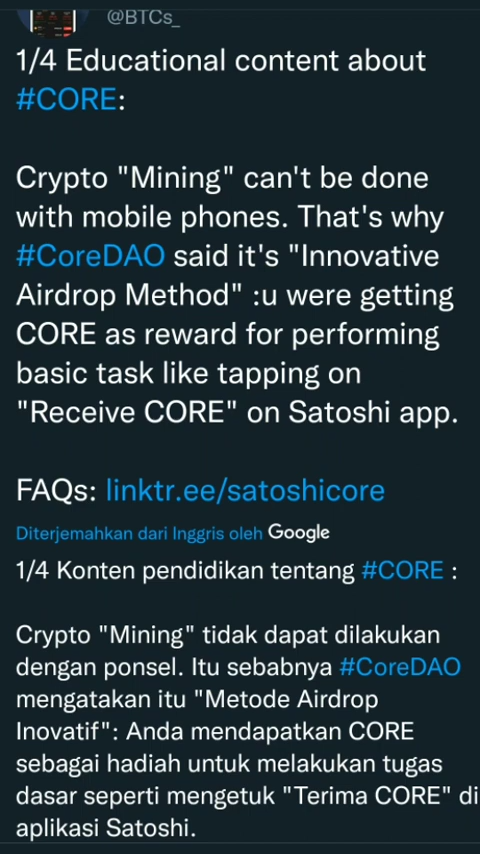 @BTCs_
1/4 Educational content about
#CORE:
Crypto "Mining" can't be done
with mobile phones. That's why
#CoreDAO said it's "Innovative
Airdrop Method" :u were getting
CORE as reward for performing
basic task like tapping on
"Receive CORE" on Satoshi app.
FAQs: linktr.ee/satoshicore
Diterjemahkan dari Inggris oleh Google
1/4 Konten pendidikan tentang #CORE :
Crypto "Mining" tidak dapat dilakukan
dengan ponsel. Itu sebabnya #CoreDAO
mengatakan itu "Metode Airdrop
Inovatif": Anda mendapatkan CORE
sebagai hadiah untuk melakukan tugas
dasar seperti mengetuk "Terima CORE" di
aplikasi Satoshi.